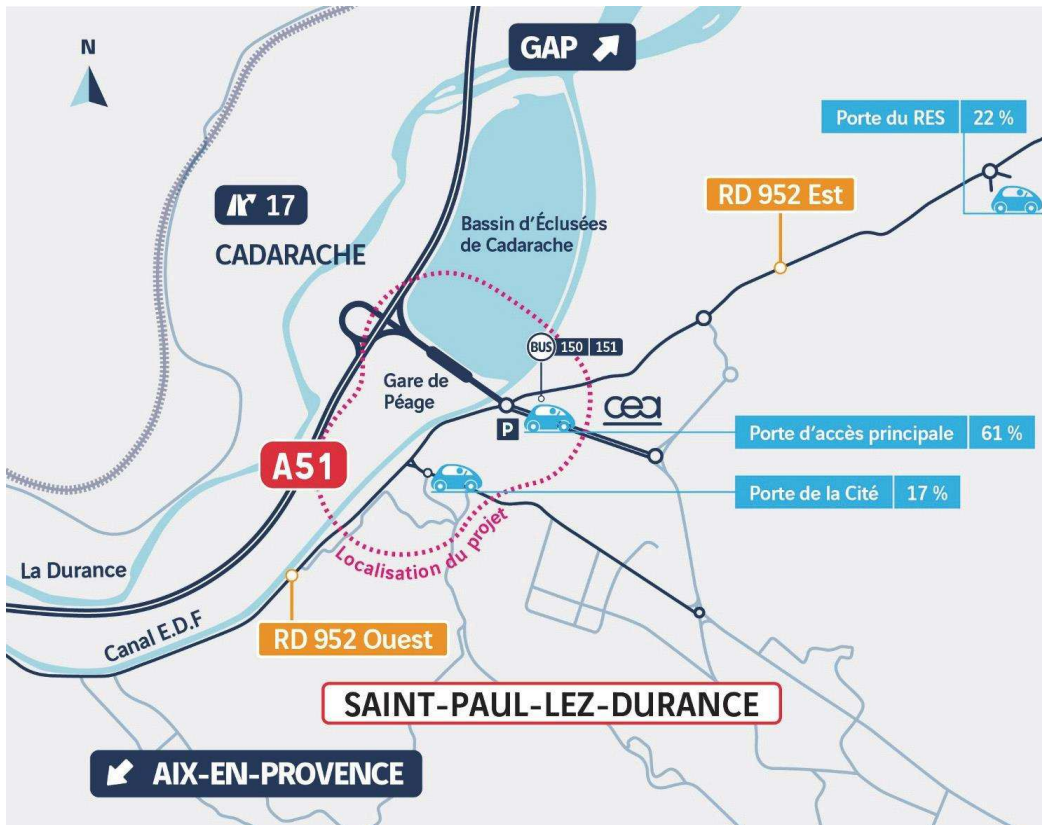 N
GAP
Porte du RES 22 %
17
CADARACHE
RD 952 Est
Bassin d'Éclusées
de Cadarache
BUS 150 151
Gare de
Péage
P
cea
Porte d'accès principale 61 %
A51
Porte de la Cité 17 %
Localisation du projet
La Durance
Canal E.D.F
RD 952 Ouest
SAINT-PAUL-LEZ-DURANCE
AIX-EN-PROVENCE